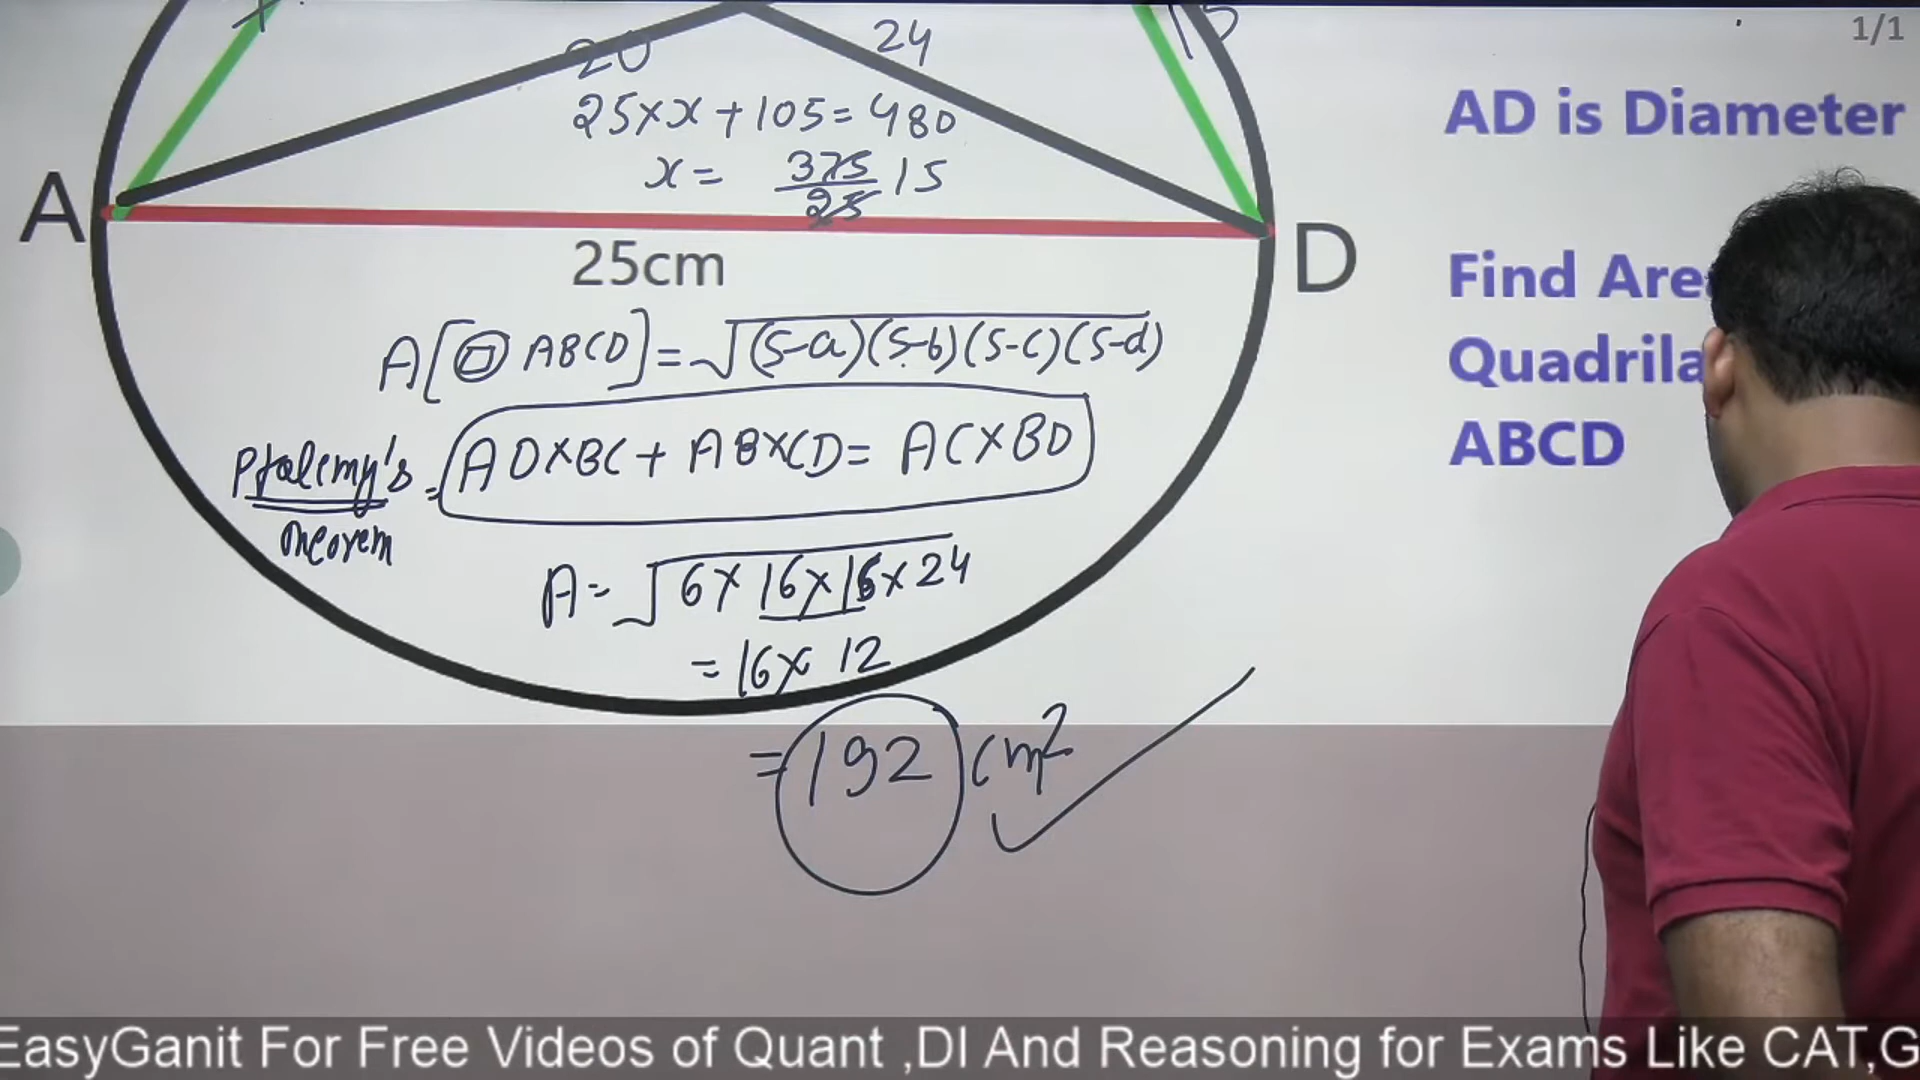 1/1
20
24
15
25×x + 105 = 480
x = 375/25 15
A
D
25cm
AD is Diameter
Find Are
Quadrila
ABCD
A[ABCD] = √(S-a)(S-b)(S-c)(S-d)
Ptolemy's
Theorem
= AD×BC + AB×CD = AC×BD
A = √6×16×16×24
= 16×12
= 192 cm²
EasyGanit For Free Videos of Quant ,DI And Reasoning for Exams Like CAT,G